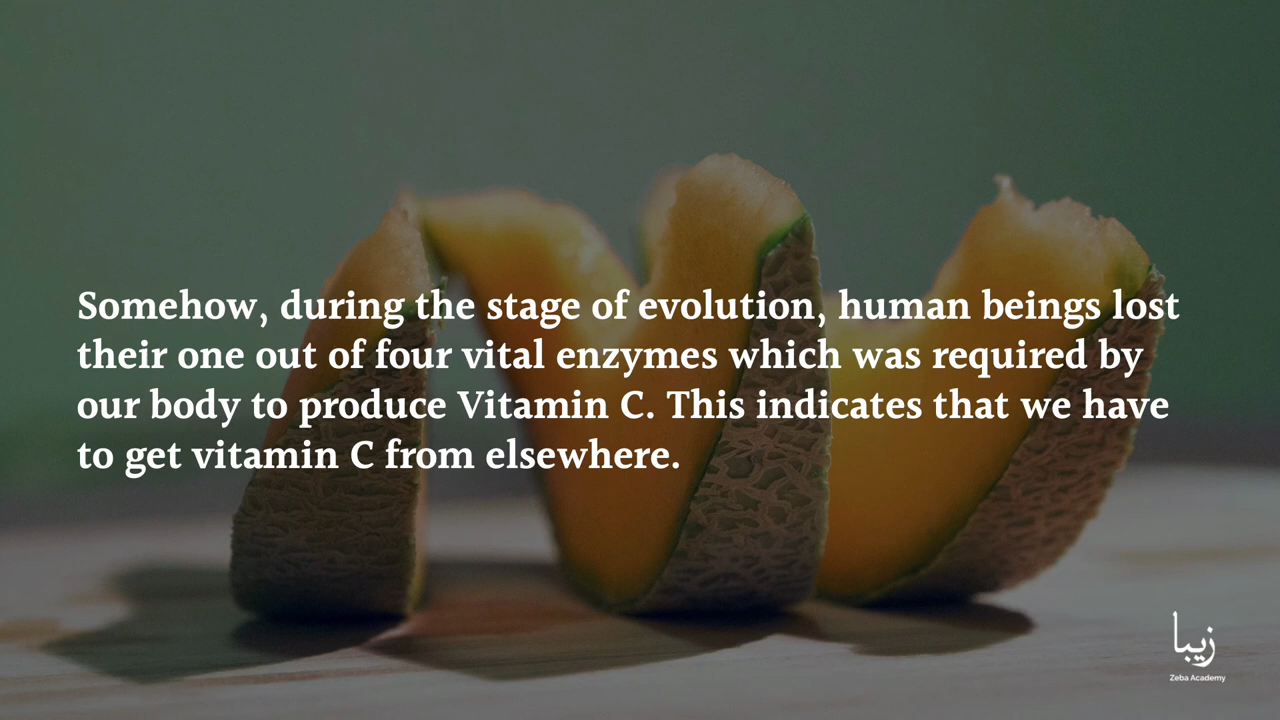 Somehow, during the stage of evolution, human beings lost
their one out of four vital enzymes which was required by
our body to produce Vitamin C. This indicates that we have
to get vitamin C from elsewhere.
زيبا
Zeba Academy